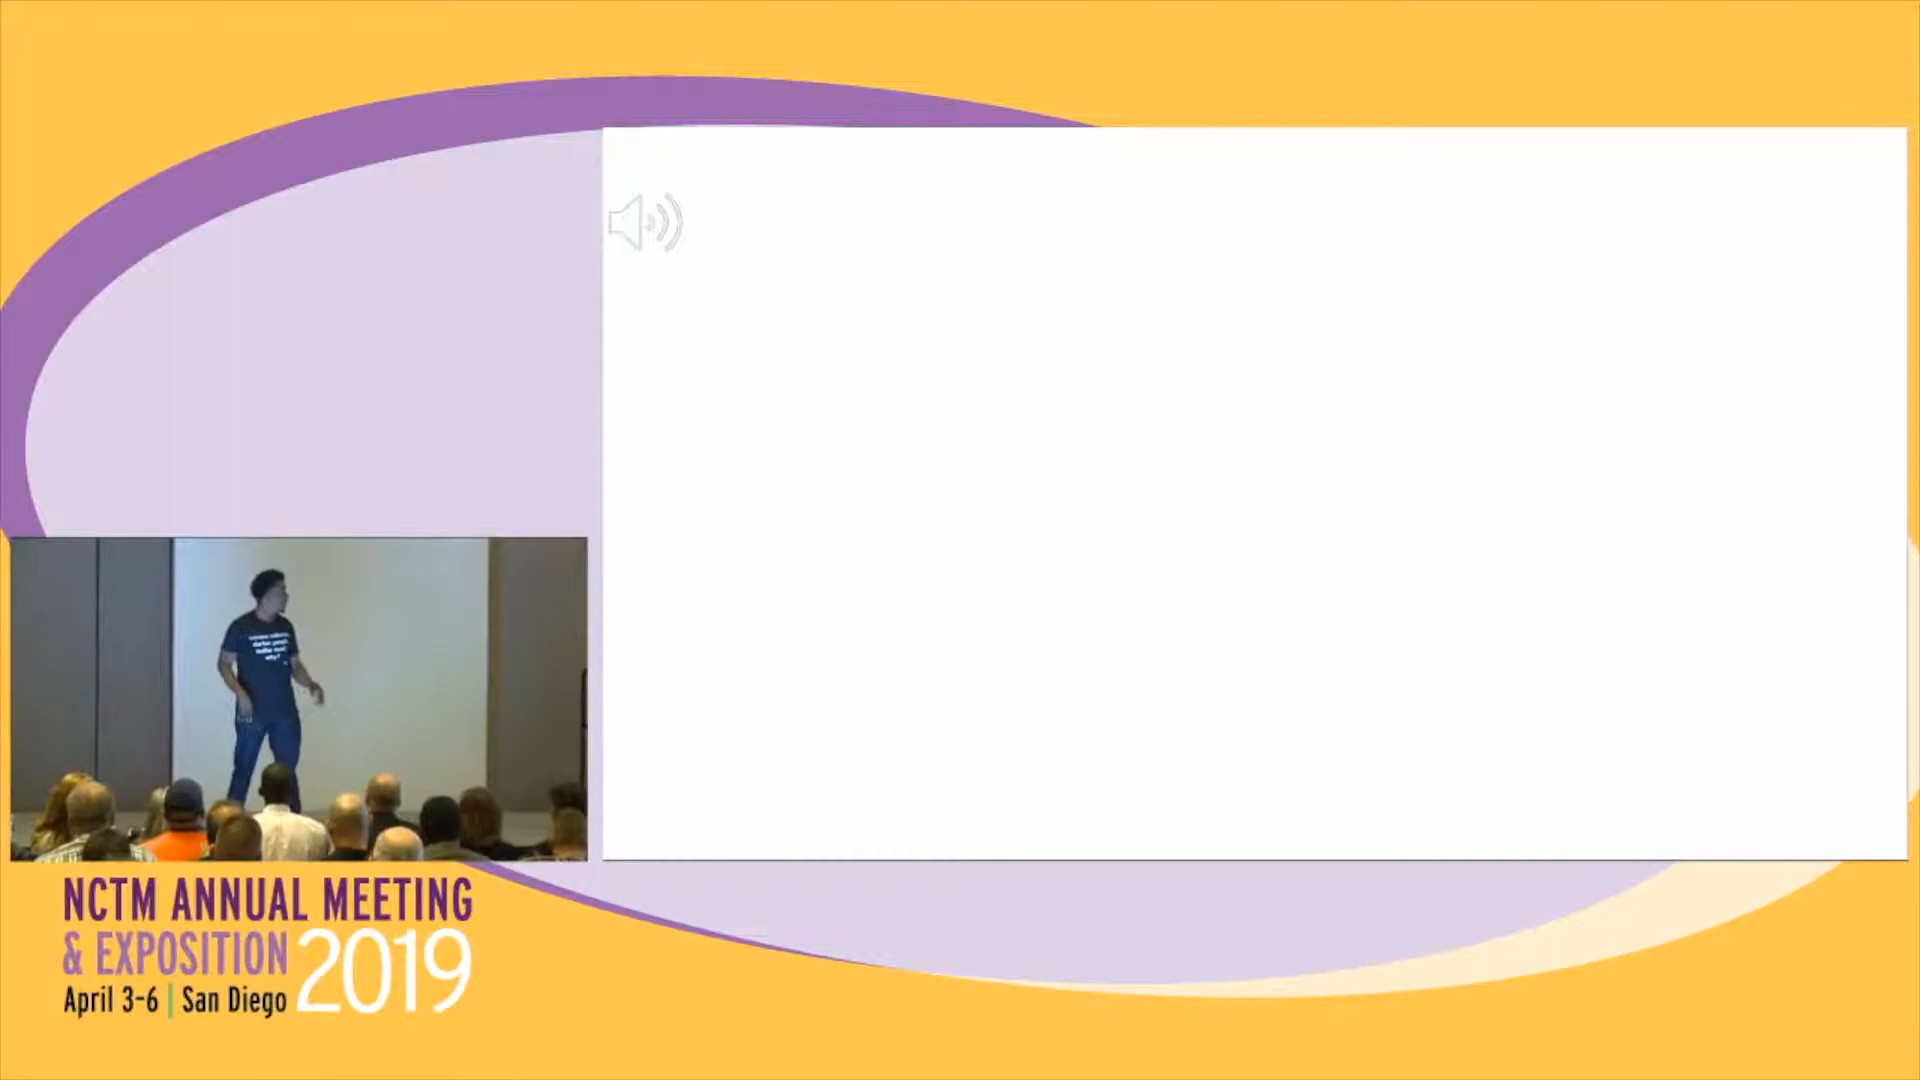 NCTM ANNUAL MEETING
& EXPOSITION 2019
April 3-6 | San Diego